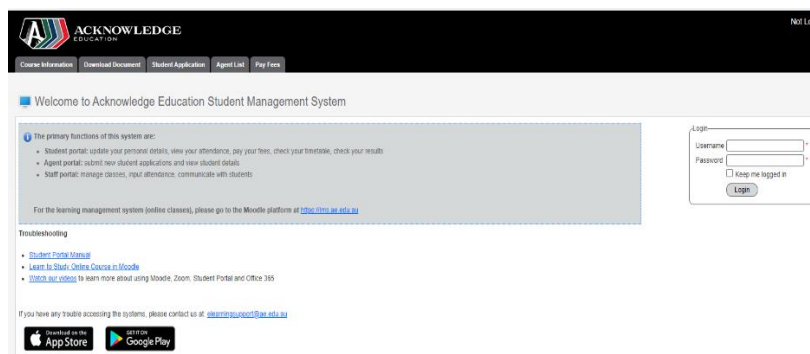 ACKNOWLEDGE
EDUCATION
Not Lo
Course Information Download Document Student Application Agent List Pay Fees
Welcome to Acknowledge Education Student Management System
The primary functions of this system are:
Student portal: update your personal details, view your attendance, pay your fees, check your timetable, check your results
Agent portal: submit new student applications and view student details
Staff portal: manage classes, input attendance, communicate with students
For the learning management system (online classes), please go to the Moodle platform at https://lms.ae.edu.au
Login
Username *
Password *
Keep me logged in
Login
Troubleshooting
Student Portal Manual
Learn to Study Online Course in Moodle
Watch our videos to learn more about using Moodle, Zoom, Student Portal and Office 365
If you have any trouble accessing the systems, please contact us at elearningsupport@ae.edu.au
Download on the
App Store
GET IT ON
Google Play